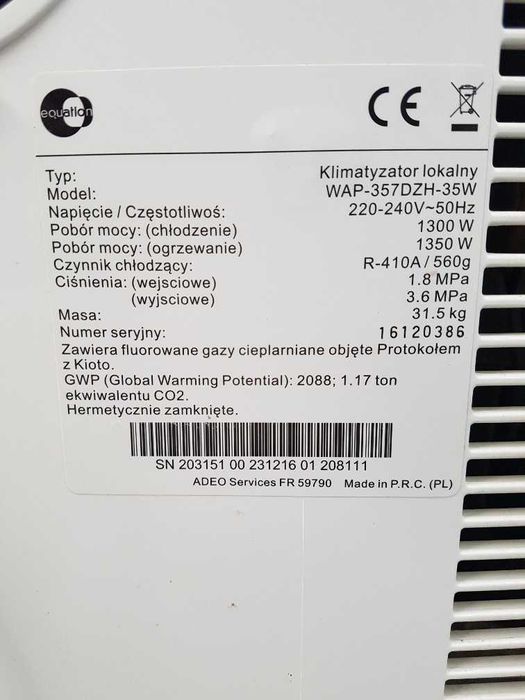 equation
CE
Typ: Klimatyzator lokalny
Model: WAP-357DZH-35W
Napięcie / Częstotliwoś: 220-240V~50Hz
Pobór mocy: (chłodzenie) 1300 W
Pobór mocy: (ogrzewanie) 1350 W
Czynnik chłodzący: R-410A / 560g
Ciśnienia: (wejsciowe) 1.8 MPa
(wyjsciowe) 3.6 MPa
Masa: 31.5 kg
Numer seryjny: 16120386
Zawiera fluorowane gazy cieplarniane objęte Protokołem
z Kioto.
GWP (Global Warming Potential): 2088; 1.17 ton
ekwiwalentu CO2.
Hermetycznie zamknięte.
SN 203151 00 231216 01 208111
ADEO Services FR 59790 Made in P.R.C. (PL)